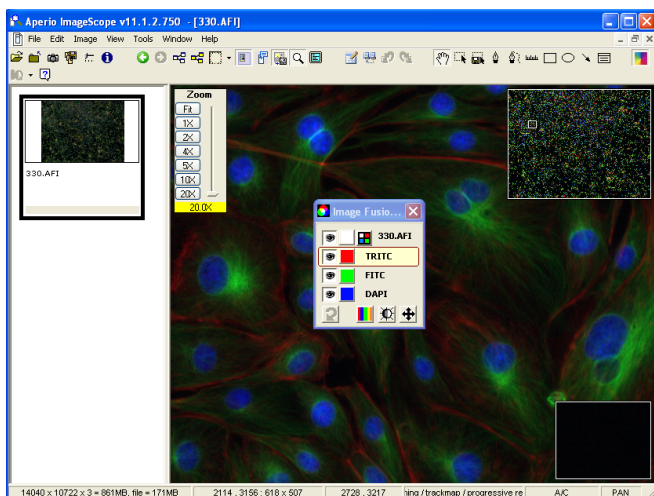 Aperio ImageScope v11.1.2.750 - [330.AFI]
File Edit Image View Tools Window Help
Zoom
Fit
1X
2X
4X
5X
10X
20X
20.0X
330.AFI
Image Fusio...
330.AFI
TRITC
FITC
DAPI
14040 x 10722 x 3 = 861MB, file = 171MB 2114 , 3156 : 618 x 507 2728 , 3217 ning / trackmap / progressive re A/C PAN